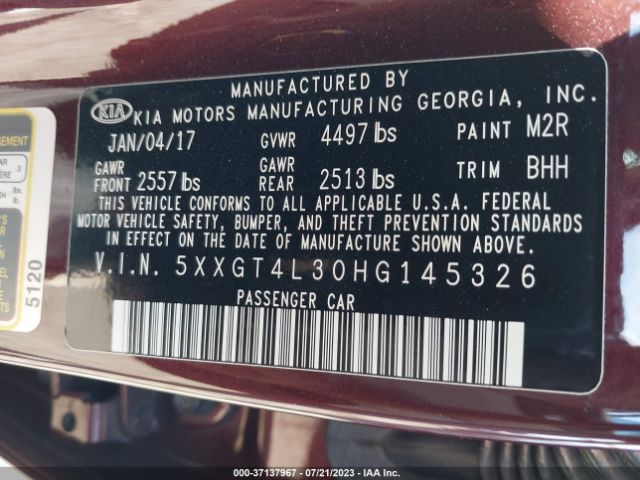 MANUFACTURED BY
KIA KIA MOTORS MANUFACTURING GEORGIA, INC.
JAN/04/17 GVWR 4497 lbs PAINT M2R
GAWR FRONT 2557 lbs GAWR REAR 2513 lbs TRIM BHH
THIS VEHICLE CONFORMS TO ALL APPLICABLE U.S.A. FEDERAL
MOTOR VEHICLE SAFETY, BUMPER, AND THEFT PREVENTION STANDARDS
IN EFFECT ON THE DATE OF MANUFACTURE SHOWN ABOVE.
V.I.N. 5XXGT4L30HG145326
PASSENGER CAR
5120
000-37137967 - 07/21/2023 - IAA Inc.